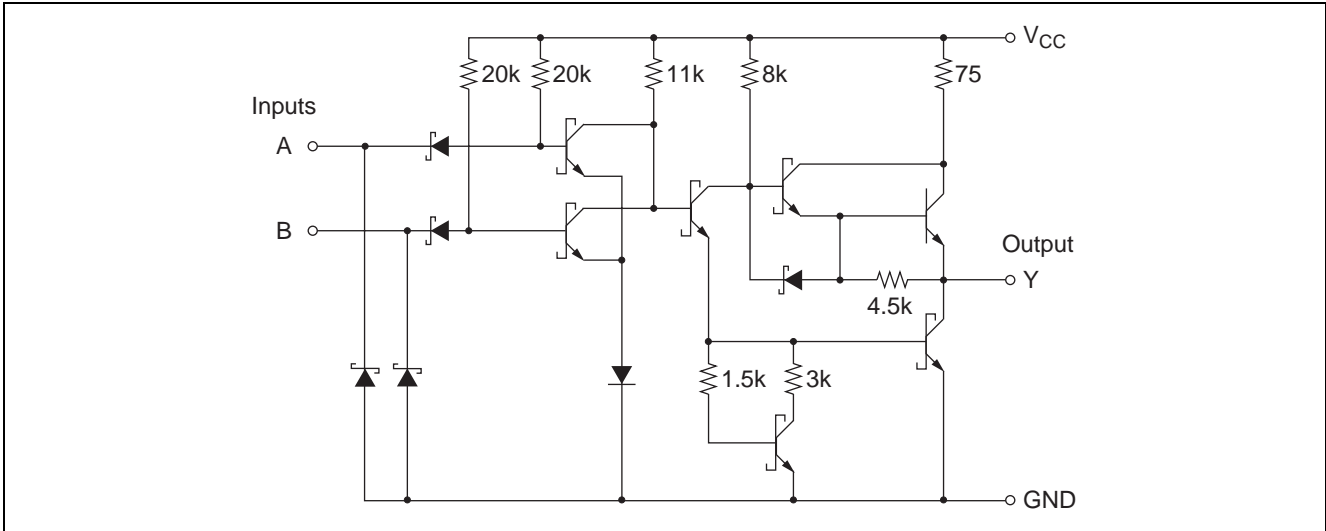 V_CC
20k 20k 11k 8k 75
Inputs
A
B
Output
Y
4.5k
1.5k 3k
GND